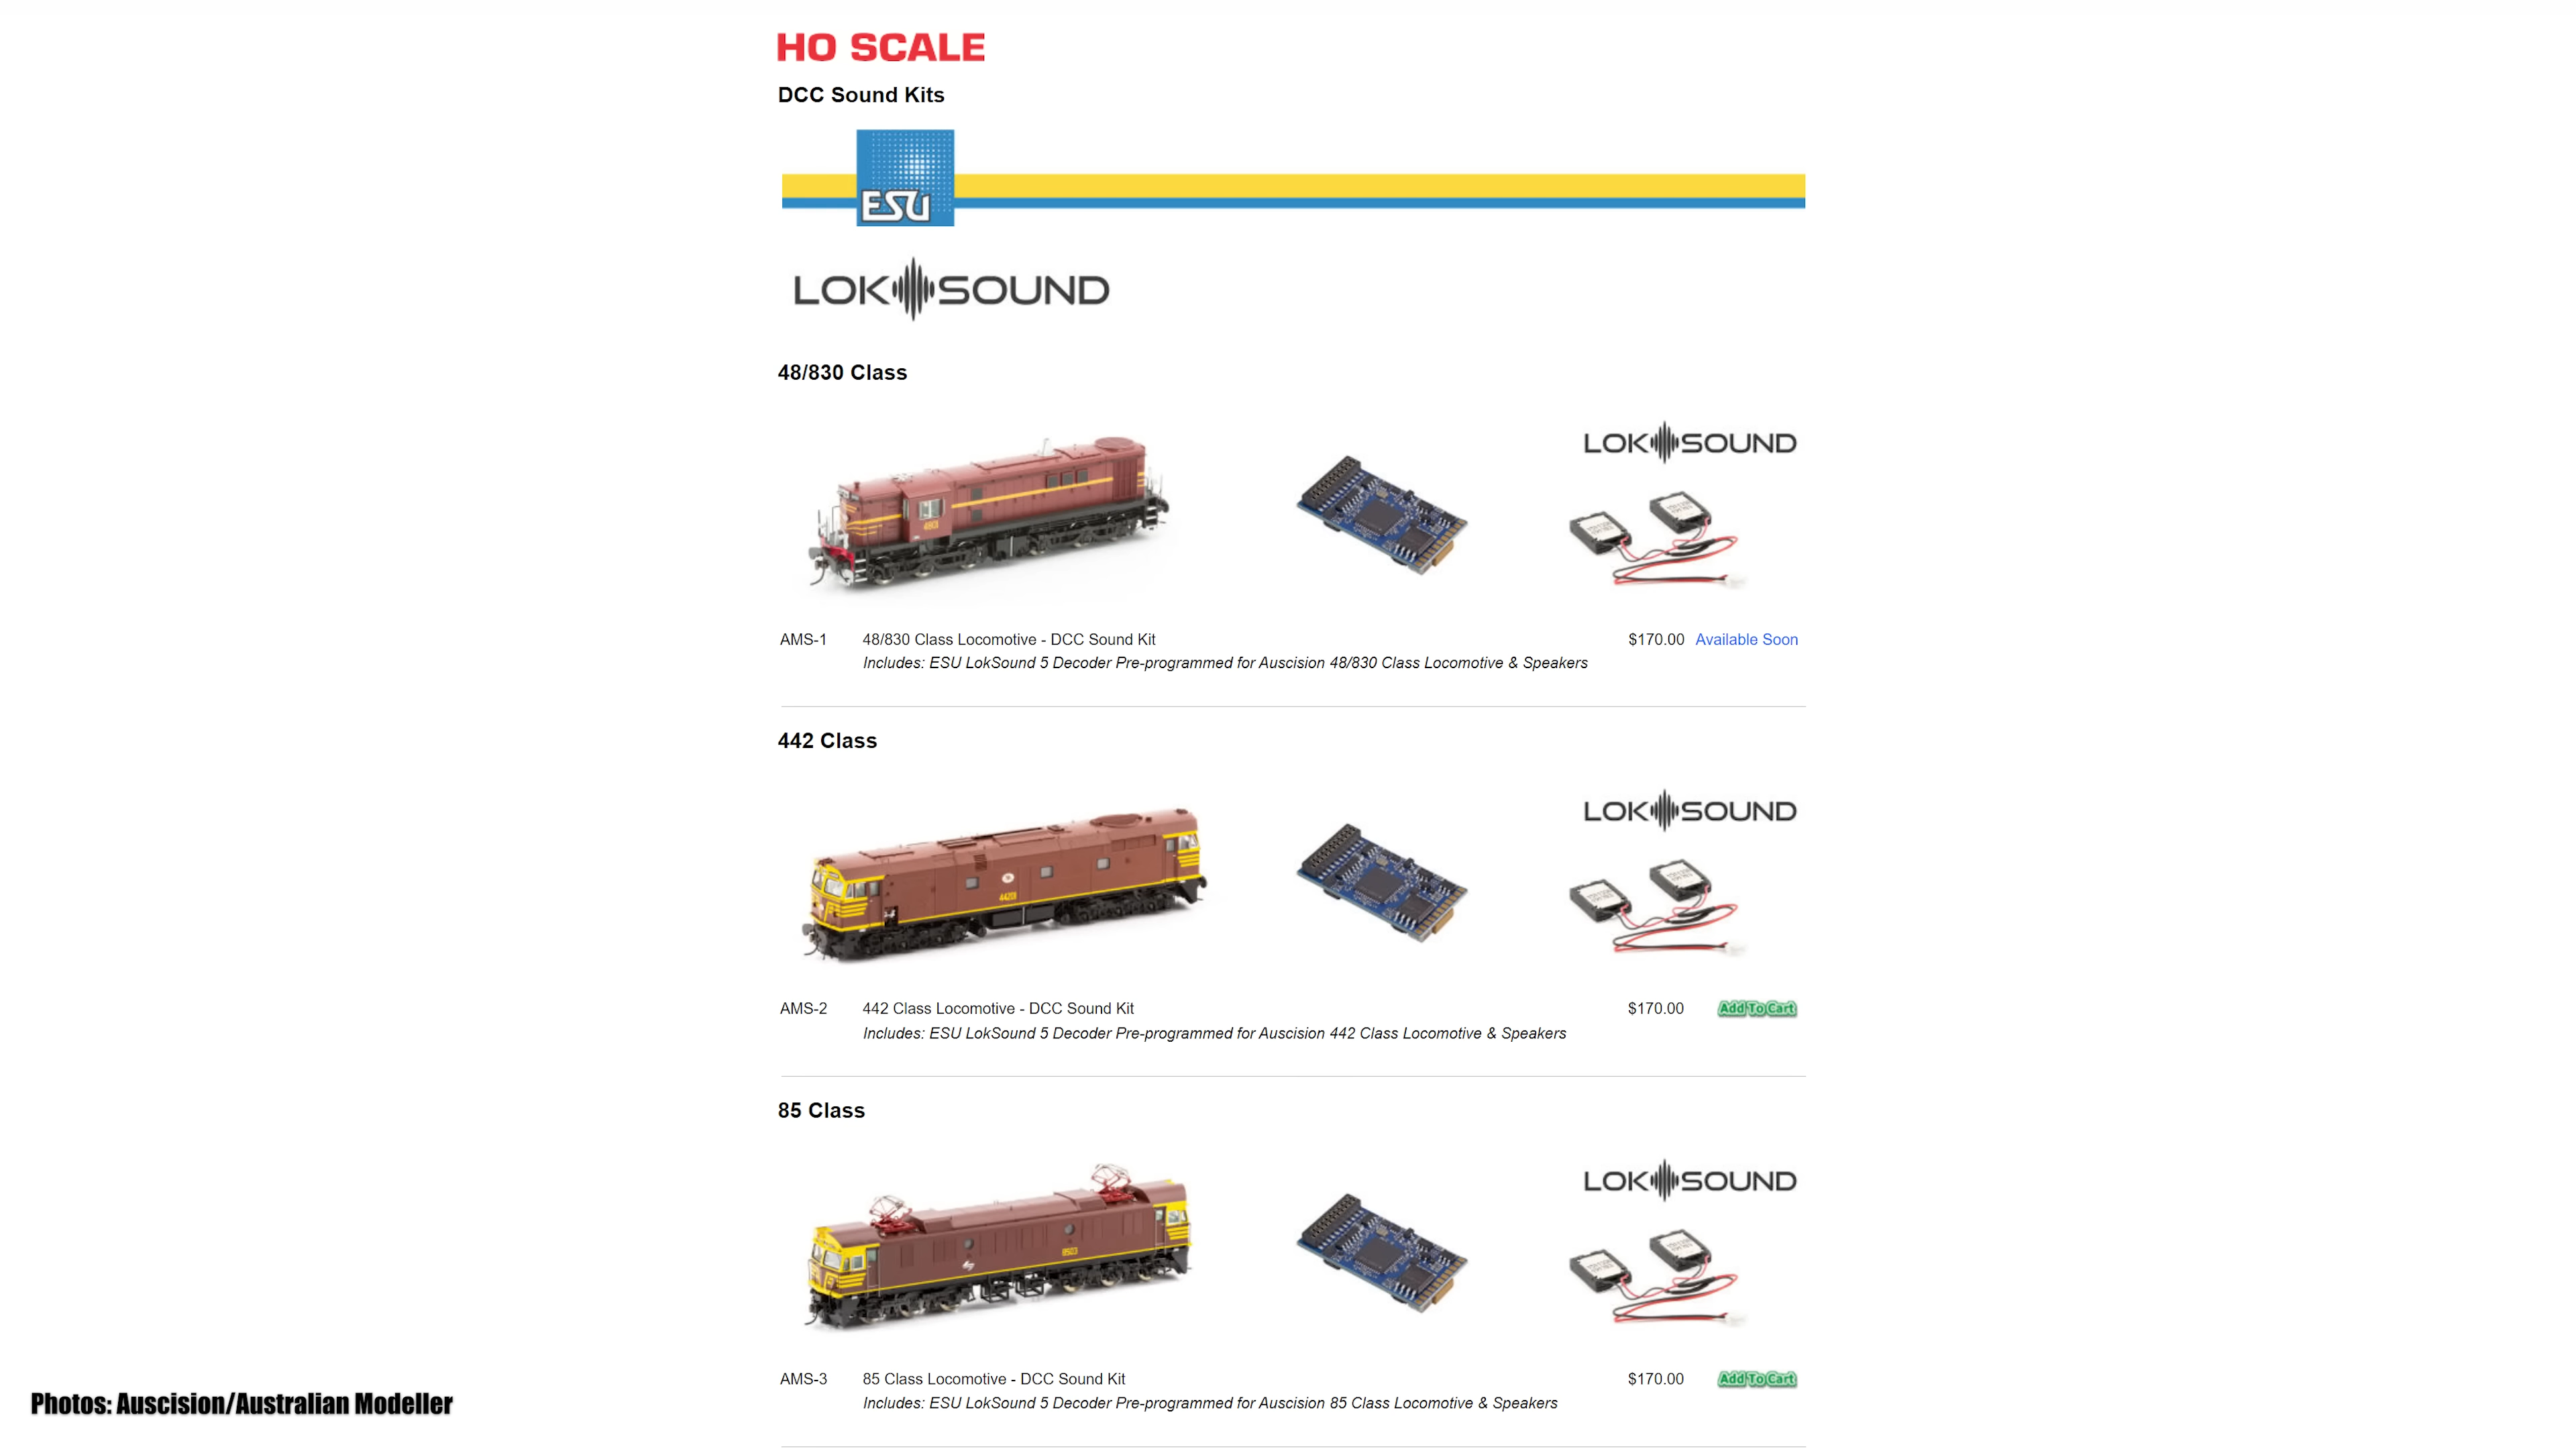 HO SCALE
DCC Sound Kits
ESU
LOKSOUND
48/830 Class
LOKSOUND
4801
AMS-1 48/830 Class Locomotive - DCC Sound Kit $170.00 Available Soon
Includes: ESU LokSound 5 Decoder Pre-programmed for Auscision 48/830 Class Locomotive & Speakers
442 Class
LOKSOUND
44201
AMS-2 442 Class Locomotive - DCC Sound Kit $170.00 Add To Cart
Includes: ESU LokSound 5 Decoder Pre-programmed for Auscision 442 Class Locomotive & Speakers
85 Class
LOKSOUND
8503
AMS-3 85 Class Locomotive - DCC Sound Kit $170.00 Add To Cart
Includes: ESU LokSound 5 Decoder Pre-programmed for Auscision 85 Class Locomotive & Speakers
Photos: Auscision/Australian Modeller